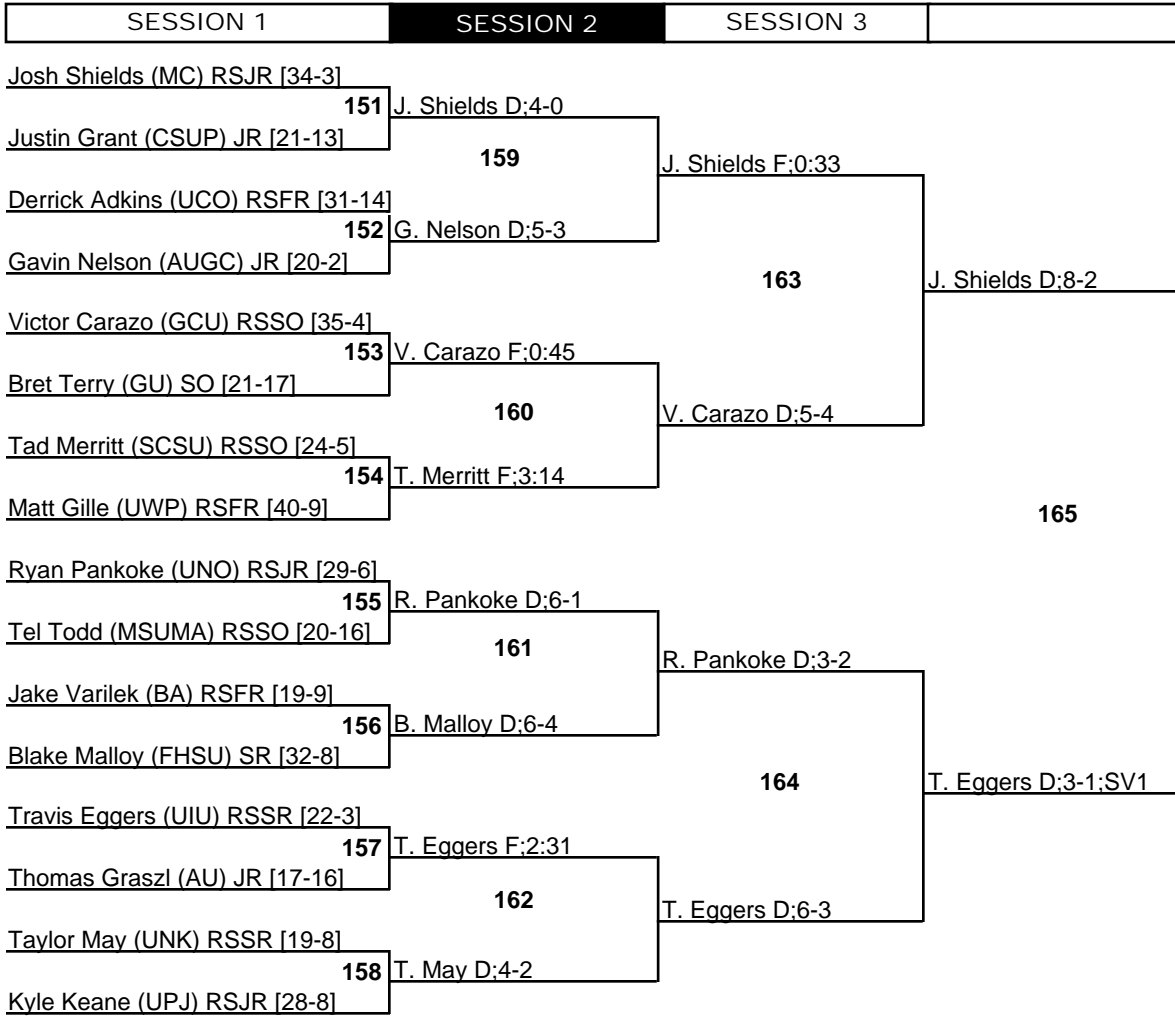 SESSION 1
SESSION 2
SESSION 3
Josh Shields (MC) RSJR [34-3]
151 J. Shields D;4-0
Justin Grant (CSUP) JR [21-13]
159
J. Shields F;0:33
Derrick Adkins (UCO) RSFR [31-14]
152 G. Nelson D;5-3
Gavin Nelson (AUGC) JR [20-2]
163
J. Shields D;8-2
Victor Carazo (GCU) RSSO [35-4]
153 V. Carazo F;0:45
Bret Terry (GU) SO [21-17]
160
V. Carazo D;5-4
Tad Merritt (SCSU) RSSO [24-5]
154 T. Merritt F;3:14
Matt Gille (UWP) RSFR [40-9]
165
Ryan Pankoke (UNO) RSJR [29-6]
155 R. Pankoke D;6-1
Tel Todd (MSUMA) RSSO [20-16]
161
R. Pankoke D;3-2
Jake Varilek (BA) RSFR [19-9]
156 B. Malloy D;6-4
Blake Malloy (FHSU) SR [32-8]
164
T. Eggers D;3-1;SV1
Travis Eggers (UIU) RSSR [22-3]
157 T. Eggers F;2:31
Thomas Graszl (AU) JR [17-16]
162
T. Eggers D;6-3
Taylor May (UNK) RSSR [19-8]
158 T. May D;4-2
Kyle Keane (UPJ) RSJR [28-8]